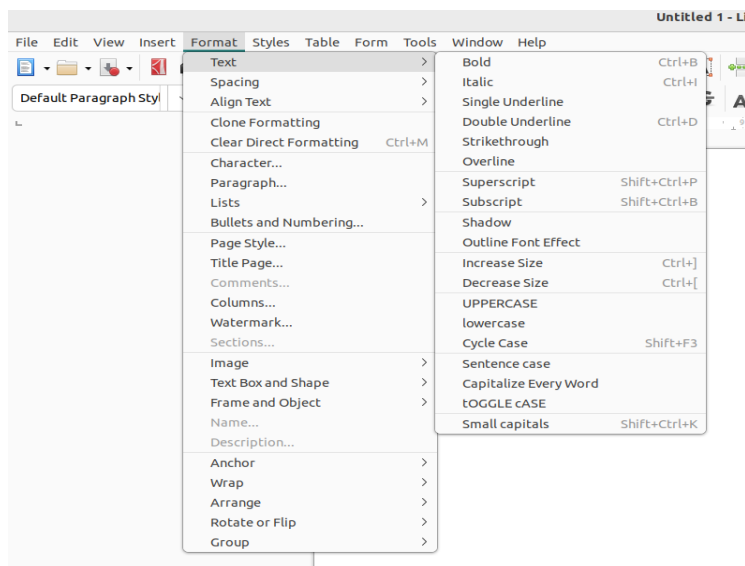 Untitled 1 - Li
File Edit View Insert Format Styles Table Form Tools Window Help
Default Paragraph Styl
Text
Spacing
Align Text
Clone Formatting
Clear Direct Formatting Ctrl+M
Character...
Paragraph...
Lists
Bullets and Numbering...
Page Style...
Title Page...
Comments...
Columns...
Watermark...
Sections...
Image
Text Box and Shape
Frame and Object
Name...
Description...
Anchor
Wrap
Arrange
Rotate or Flip
Group
Bold Ctrl+B
Italic Ctrl+I
Single Underline
Double Underline Ctrl+D
Strikethrough
Overline
Superscript Shift+Ctrl+P
Subscript Shift+Ctrl+B
Shadow
Outline Font Effect
Increase Size Ctrl+]
Decrease Size Ctrl+[
UPPERCASE
lowercase
Cycle Case Shift+F3
Sentence case
Capitalize Every Word
tOGGLE cASE
Small capitals Shift+Ctrl+K